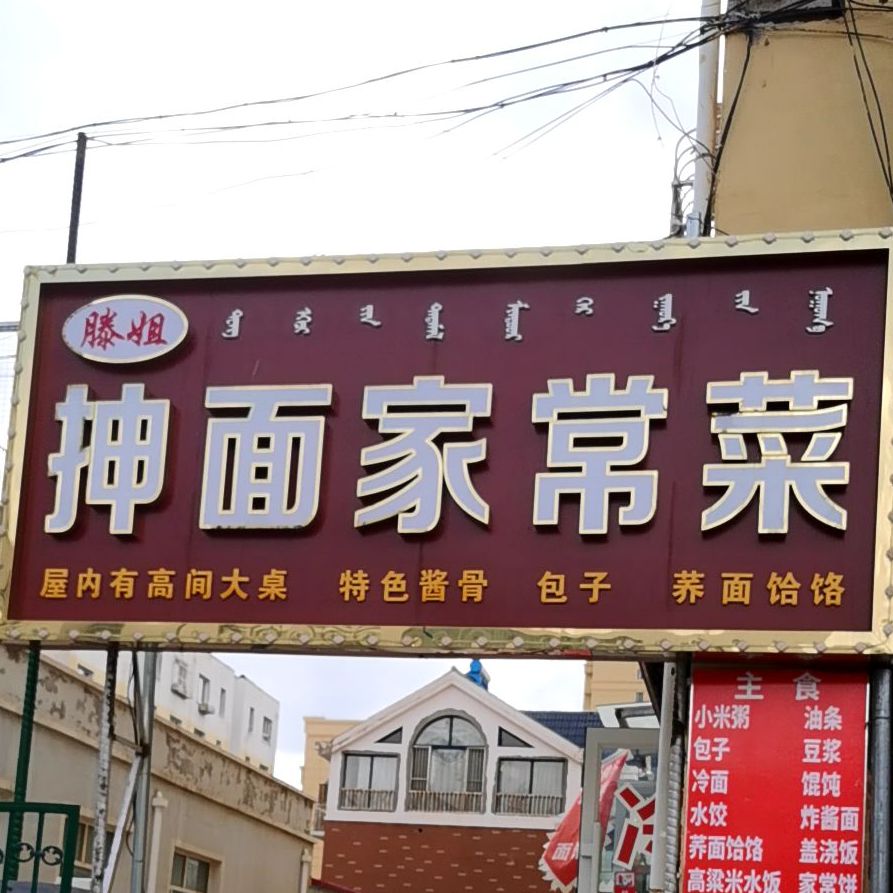 滕姐
抻面家常菜
屋内有高间大桌 特色酱骨 包子 荞面饸饹
主食
小米粥 油条
包子 豆浆
冷面 馄饨
水饺 炸酱面
荞面饸饹 盖浇饭
高粱米水饭 家常饼